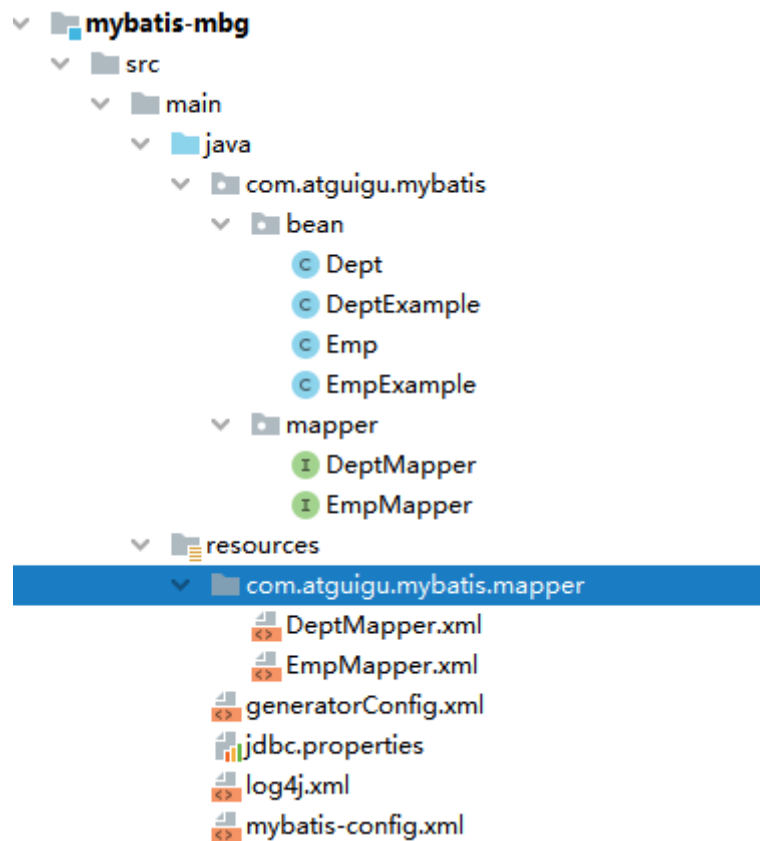 mybatis-mbg
src
main
java
com.atguigu.mybatis
bean
C Dept
C DeptExample
C Emp
C EmpExample
mapper
I DeptMapper
I EmpMapper
resources
com.atguigu.mybatis.mapper
DeptMapper.xml
EmpMapper.xml
generatorConfig.xml
jdbc.properties
log4j.xml
mybatis-config.xml